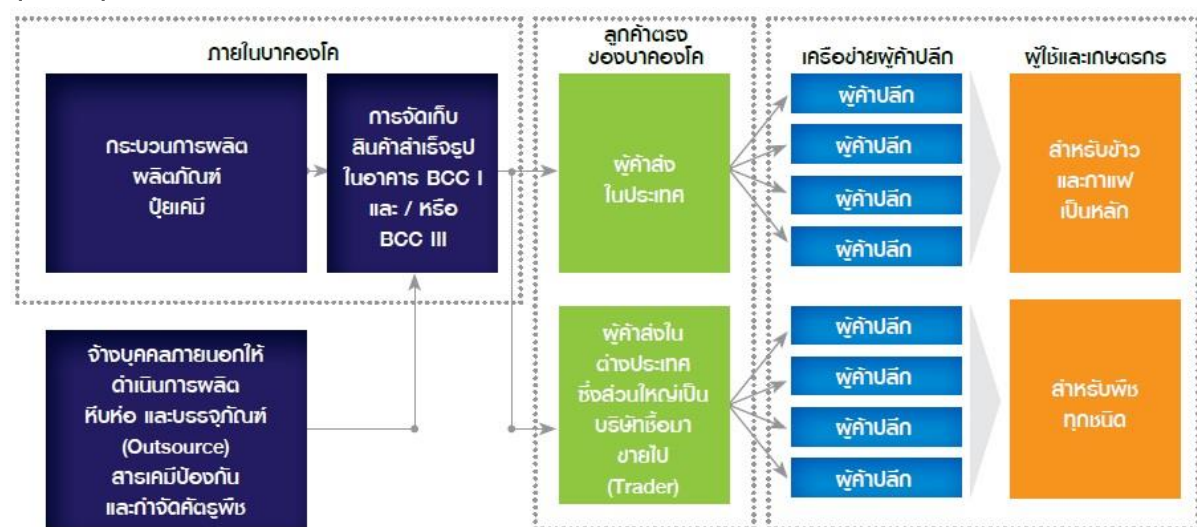 ภายในบาคองโค
กระบวนการผลิต
ผลิตภัณฑ์
ปุ๋ยเคมี
การจัดเก็บ
สินค้าสำเร็จรูป
ในอาคาร BCC I
และ / หรือ
BCC III
จ้างบุคคลภายนอกให้
ดำเนินการผลิต
หีบห่อ และบรรจุภัณฑ์
(Outsource)
สารเคมีป้องกัน
และกำจัดศัตรูพืช
ลูกค้าตรง
ของบาคองโค
ผู้ค้าส่ง
ในประเทศ
ผู้ค้าส่งใน
ต่างประเทศ
ซึ่งส่วนใหญ่เป็น
บริษัทซื้อมา
ขายไป
(Trader)
เครือข่ายผู้ค้าปลีก
ผู้ค้าปลีก
ผู้ค้าปลีก
ผู้ค้าปลีก
ผู้ค้าปลีก
ผู้ค้าปลีก
ผู้ค้าปลีก
ผู้ค้าปลีก
ผู้ค้าปลีก
ผู้ใช้และเกษตรกร
สำหรับข้าว
และกาแฟ
เป็นหลัก
สำหรับพืช
ทุกชนิด